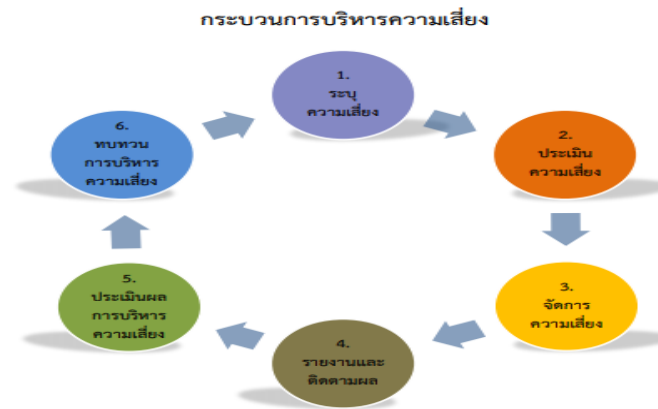 กระบวนการบริหารความเสี่ยง
1.
ระบุ
ความเสี่ยง
2.
ประเมิน
ความเสี่ยง
3.
จัดการ
ความเสี่ยง
4.
รายงานและ
ติดตามผล
5.
ประเมินผล
การบริหาร
ความเสี่ยง
6.
ทบทวน
การบริหาร
ความเสี่ยง